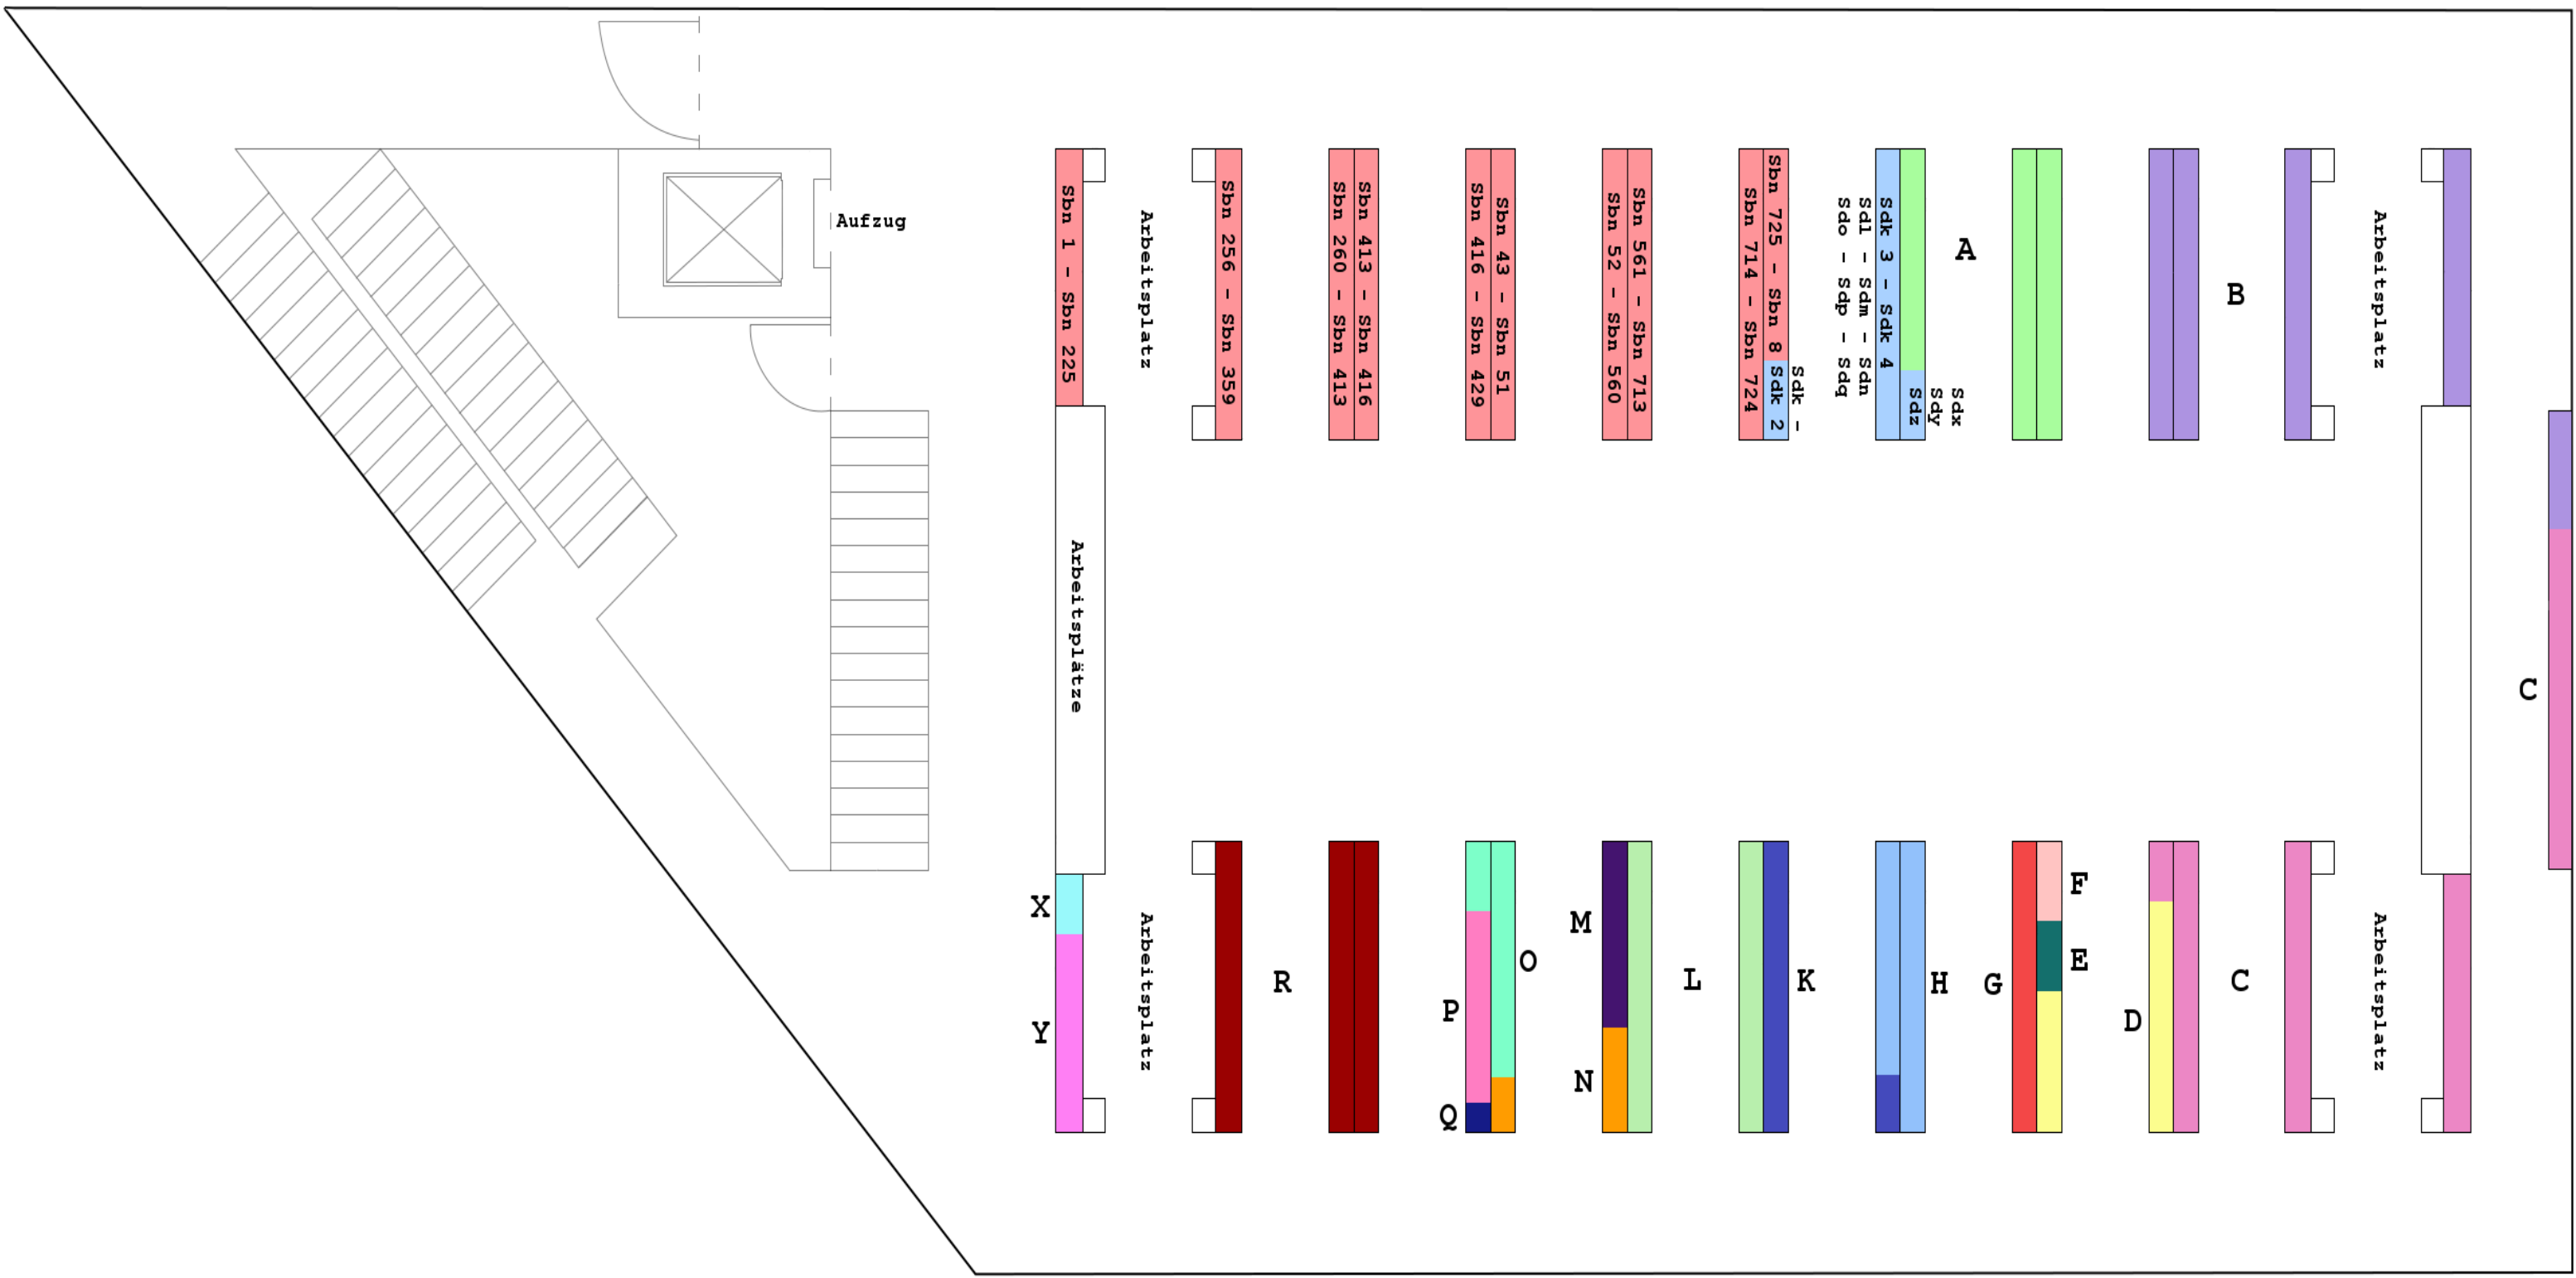 Aufzug
Sbn 1 - Sbn 225
Arbeitsplatz
Sbn 256 - Sbn 359
Sbn 260 - Sbn 413
Sbn 413 - Sbn 416
Sbn 416 - Sbn 429
Sbn 43 - Sbn 51
Sbn 52 - Sbn 560
Sbn 561 - Sbn 713
Sbn 714 - Sbn 724
Sbn 725 - Sbn 8
Sdk -
Sdk 2
Sdk 3 - Sdk 4
Sdl - Sdm - Sdn
Sdo - Sdp - Sdq
A
Sdx
Sdy
Sdz
B
Arbeitsplatz
Arbeitsplätze
C
X
Y
Arbeitsplatz
R
P
Q
O
M
N
L
K
H
G
F
E
D
C
Arbeitsplatz